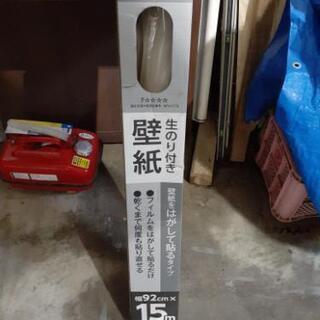 F☆☆☆☆
生のり付き
壁紙
壁紙をはがして貼るタイプ
●フィルムをはがして貼るだけ
●乾くまで何度も貼り直せる
幅92cm×
15m